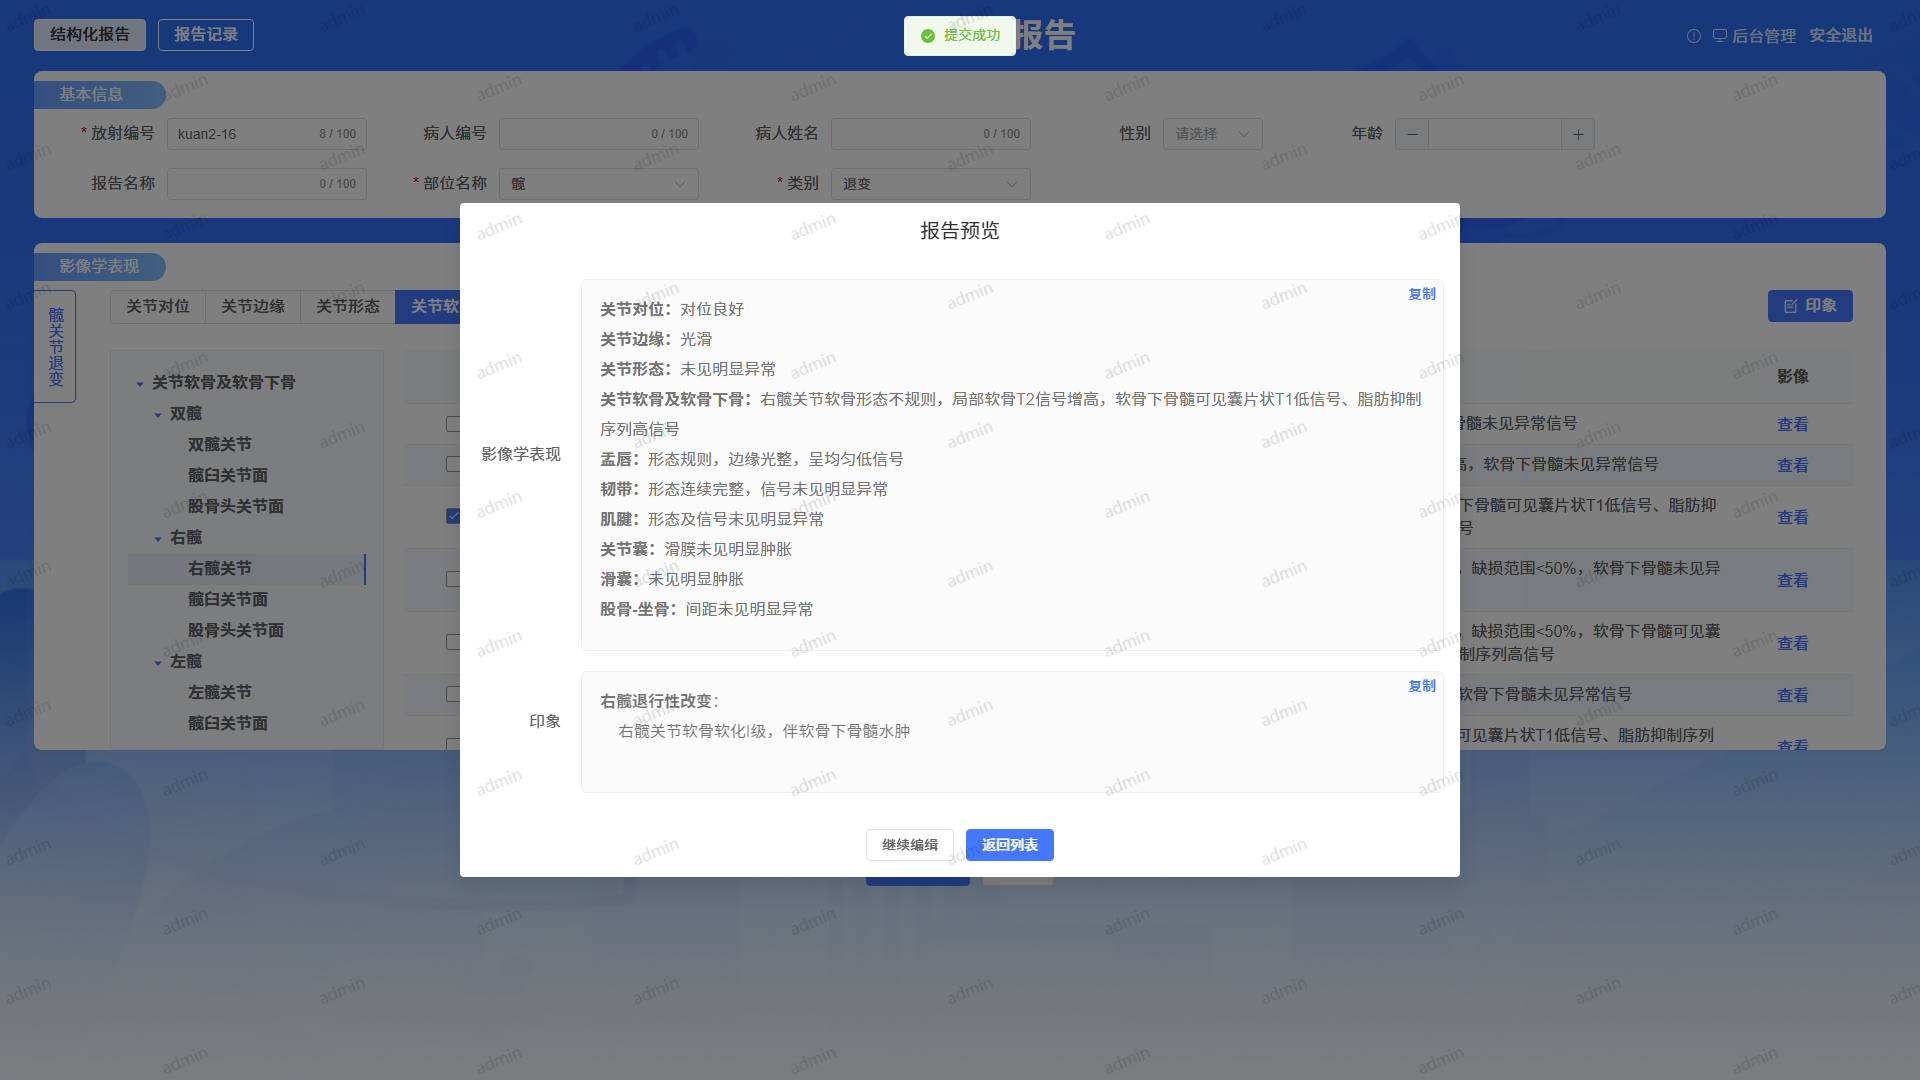 结构化报告
报告记录
报告
提交成功
后台管理
安全退出
基本信息
* 放射编号 kuan2-16 8 / 100
病人编号 0 / 100
病人姓名 0 / 100
性别 请选择
年龄
报告名称 0 / 100
* 部位名称 髋
* 类别 退变
影像学表现
髋关节退变
关节对位
关节边缘
关节形态
关节软
印象
关节软骨及软骨下骨
双髋
双髋关节
髋臼关节面
股骨头关节面
右髋
右髋关节
髋臼关节面
股骨头关节面
左髋
左髋关节
髋臼关节面
影像
骨髓未见异常信号
查看
高，软骨下骨髓未见异常信号
查看
下骨髓可见囊片状T1低信号、脂肪抑
号
查看
，缺损范围<50%，软骨下骨髓未见异
查看
，缺损范围<50%，软骨下骨髓可见囊
制序列高信号
查看
软骨下骨髓未见异常信号
查看
可见囊片状T1低信号、脂肪抑制序列
查看
报告预览
影像学表现
复制
关节对位：对位良好
关节边缘：光滑
关节形态：未见明显异常
关节软骨及软骨下骨：右髋关节软骨形态不规则，局部软骨T2信号增高，软骨下骨髓可见囊片状T1低信号、脂肪抑制
序列高信号
盂唇：形态规则，边缘光整，呈均匀低信号
韧带：形态连续完整，信号未见明显异常
肌腱：形态及信号未见明显异常
关节囊：滑膜未见明显肿胀
滑囊：未见明显肿胀
股骨-坐骨：间距未见明显异常
印象
复制
右髋退行性改变：
右髋关节软骨软化I级，伴软骨下骨髓水肿
继续编辑
返回列表
admin